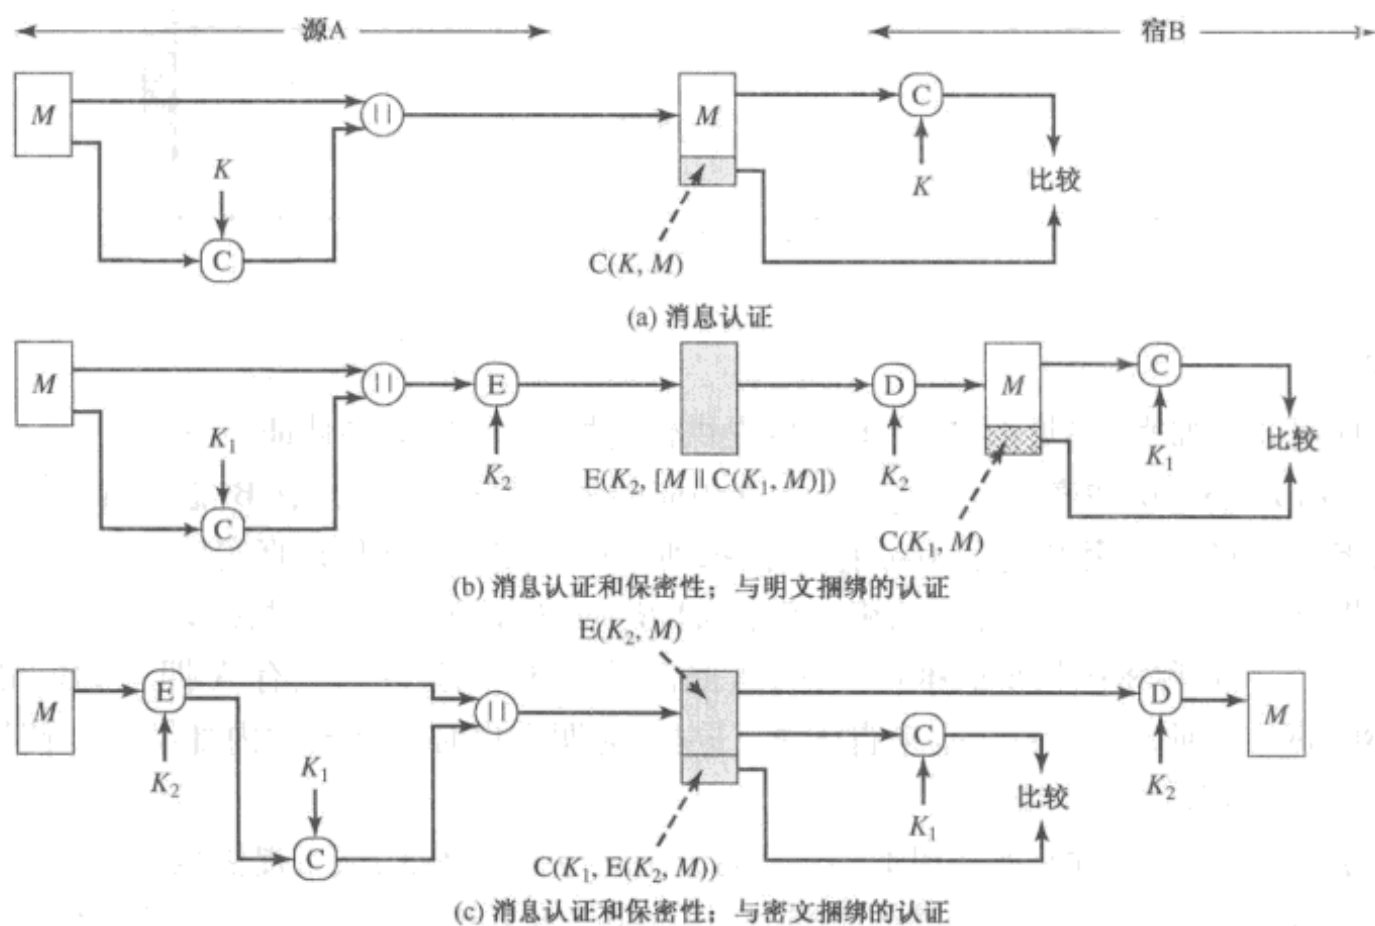 源A 宿B
M || M C
K K 比较
C
C(K, M)
(a) 消息认证
M || E D M C
K₁ K₂ E(K₂, [M || C(K₁, M)]) K₂ K₁ 比较
C C(K₁, M)
(b) 消息认证和保密性；与明文捆绑的认证
E(K₂, M)
M E || D M
C
K₂ K₁ K₁ 比较 K₂
C
C(K₁, E(K₂, M))
(c) 消息认证和保密性；与密文捆绑的认证